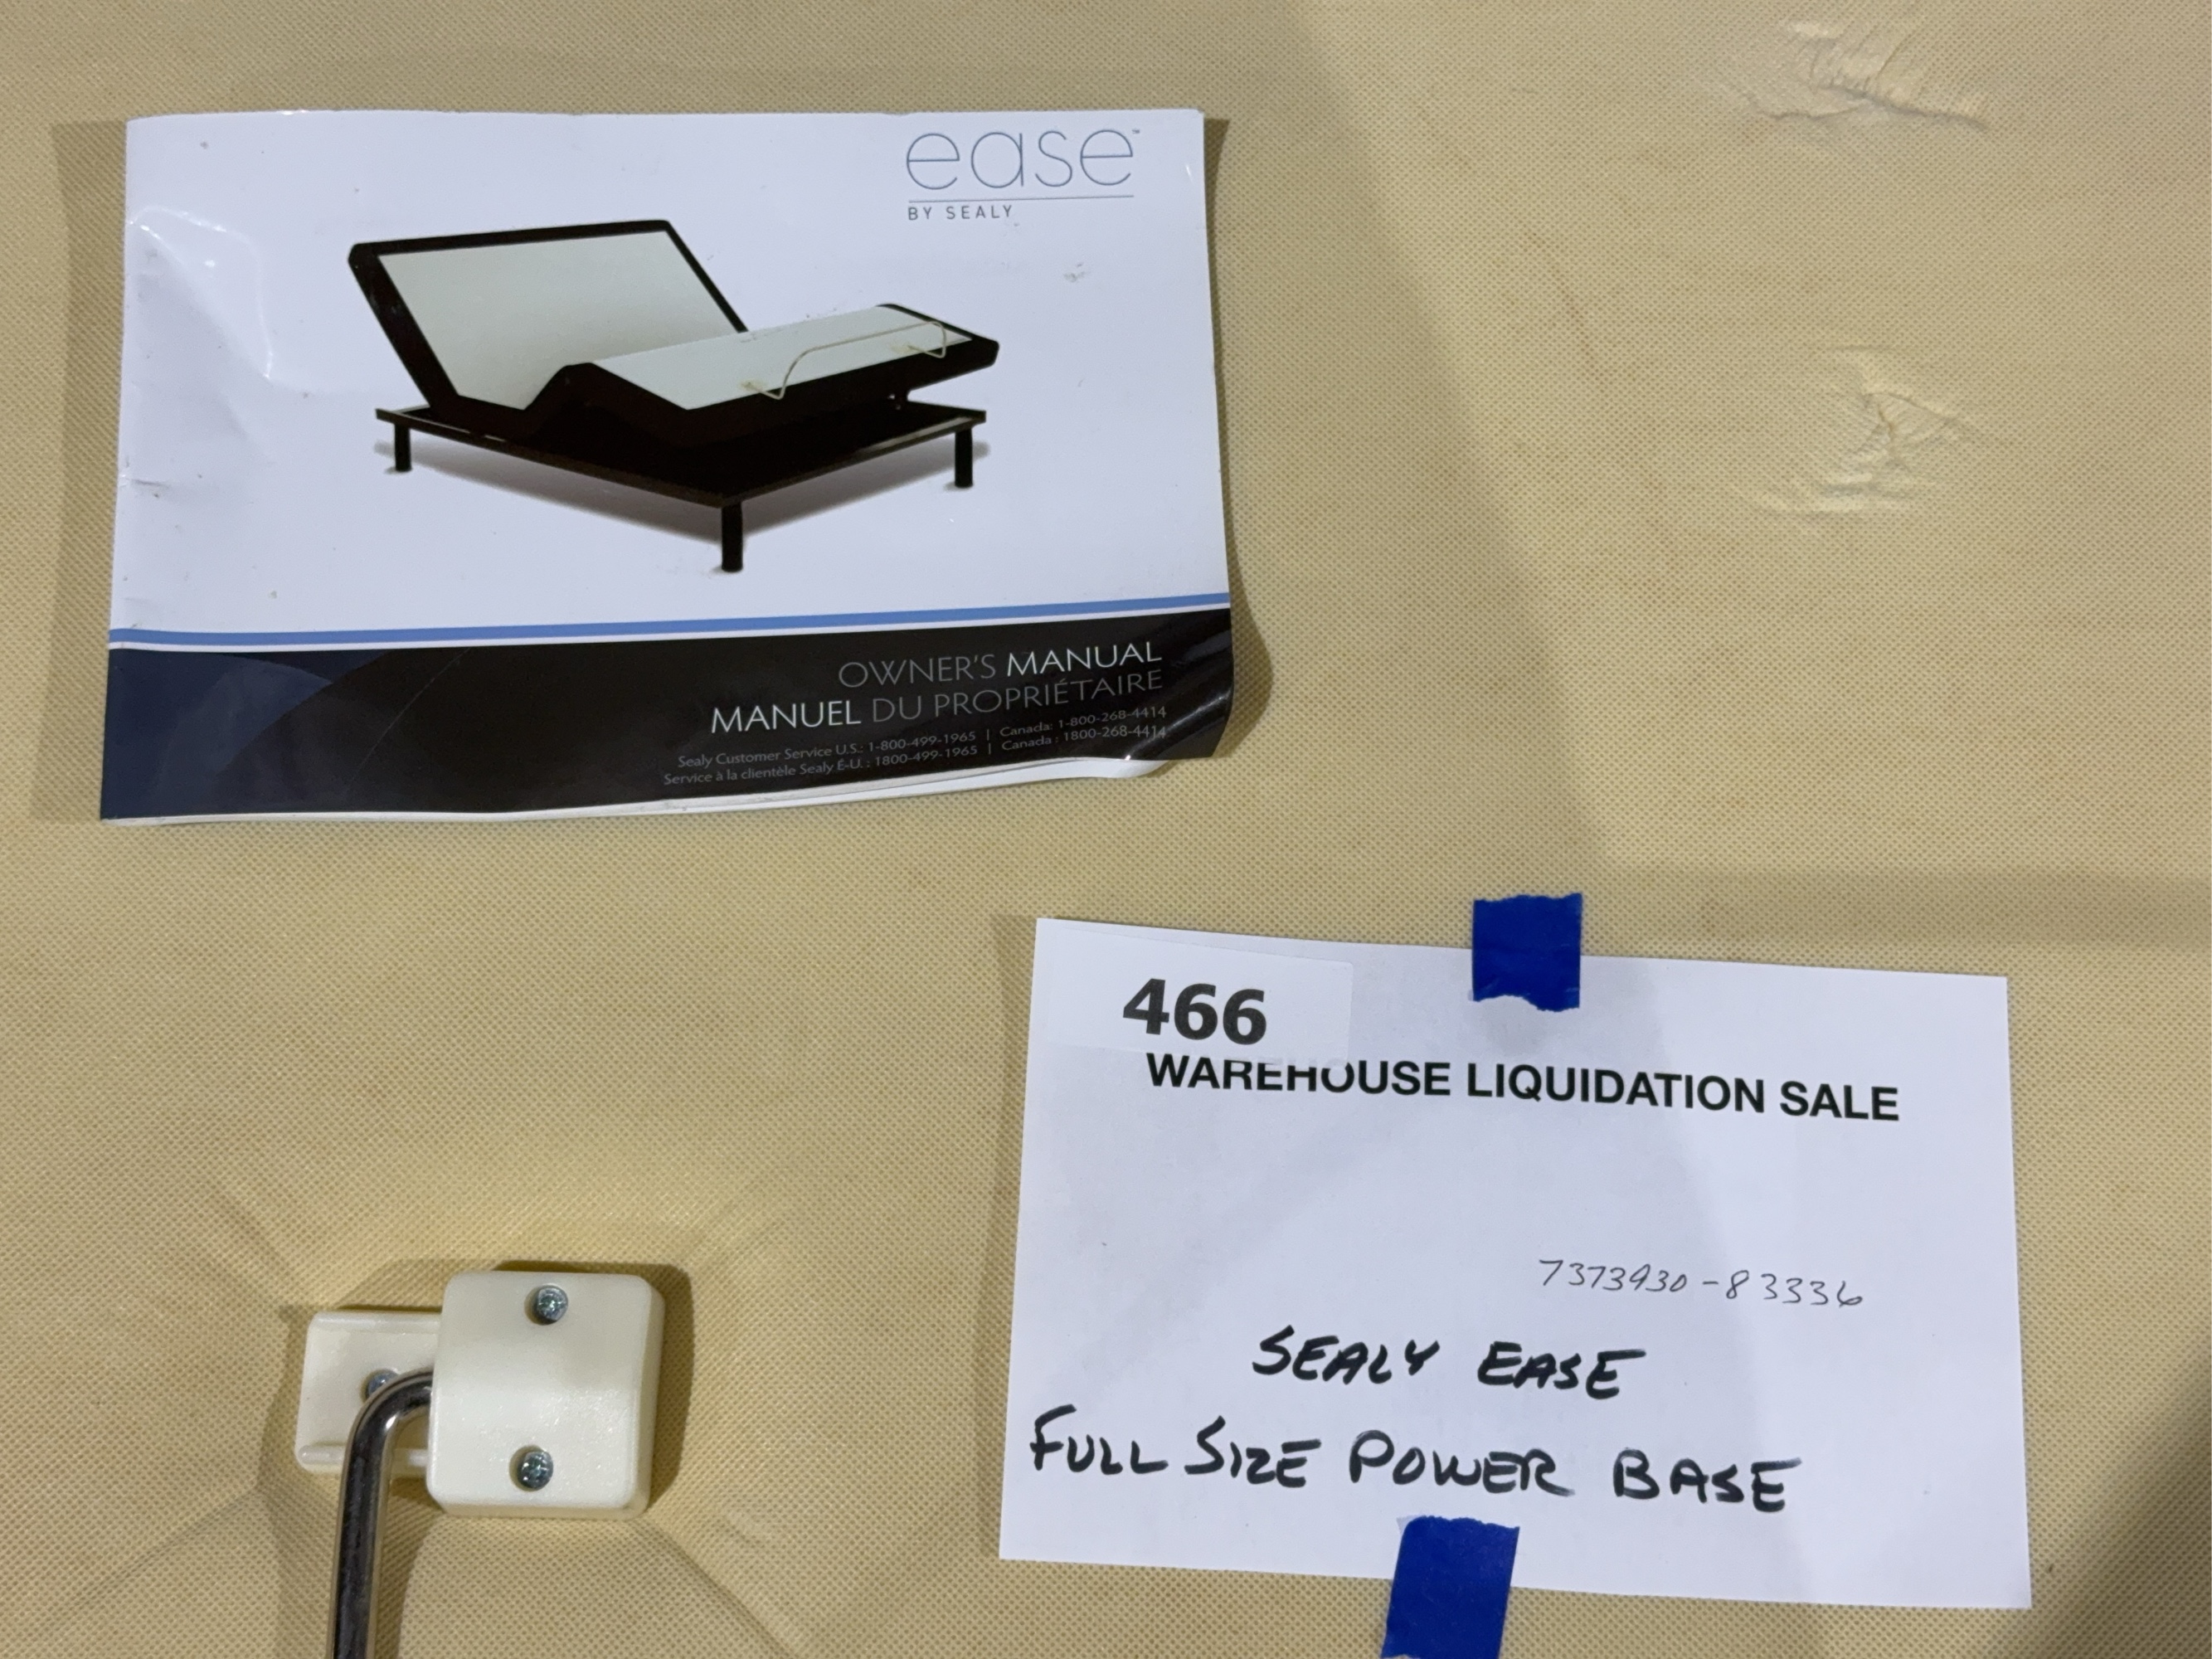 ease™
BY SEALY
OWNER'S MANUAL
MANUEL DU PROPRIÉTAIRE
Sealy Customer Service U.S.: 1-800-499-1965 | Canada: 1-800-268-4414
Service à la clientèle Sealy É-U. : 1800-499-1965 | Canada : 1800-268-4414
466
WAREHOUSE LIQUIDATION SALE
7373930-83336
SEALY EASE
FULL SIZE POWER BASE